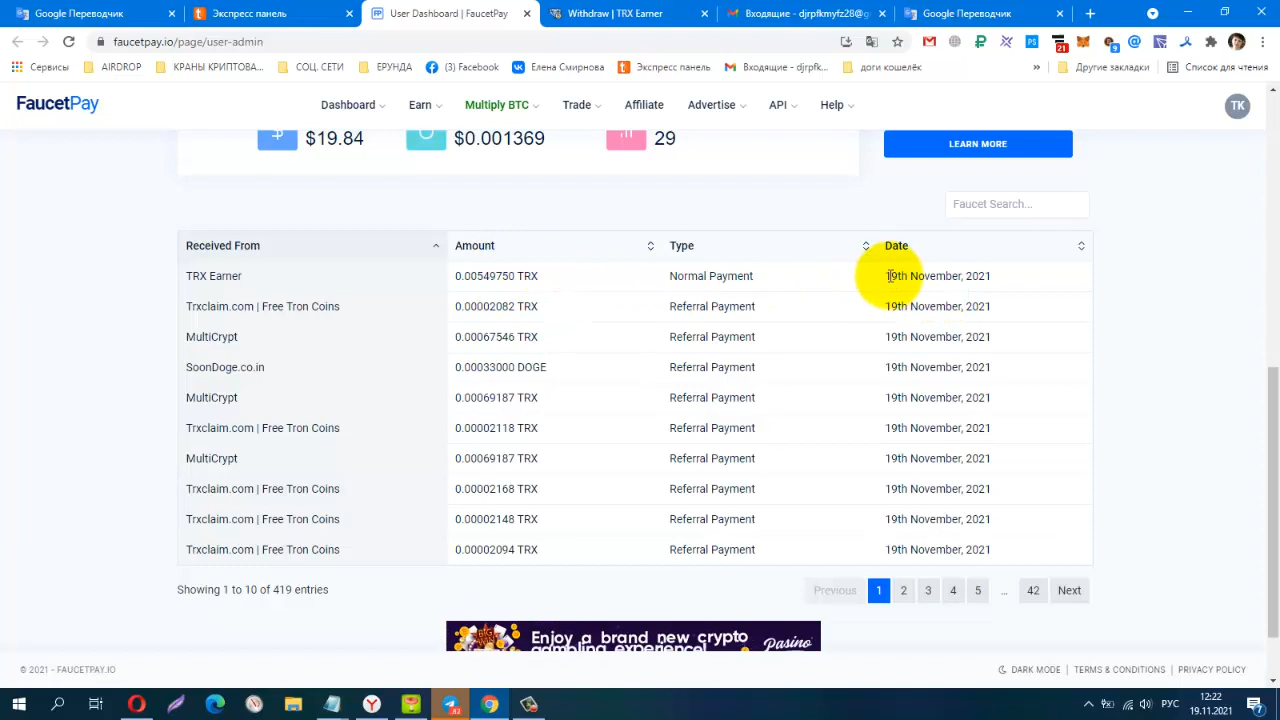 Google Переводчик
Экспресс панель
User Dashboard | FaucetPay
Withdraw | TRX Earner
Входящие - djrpfkmyfz28@g
Google Переводчик
faucetpay.io/page/user-admin
21
9
Сервисы
AIRDROP
КРАНЫ КРИПТОВА...
СОЦ. СЕТИ
ЕРУНДА
(3) Facebook
Елена Смирнова
Экспресс панель
Входящие - djrpfk...
доги кошелёк
»
Другие закладки
Список для чтения
FaucetPay
Dashboard
Earn
Multiply BTC
Trade
Affiliate
Advertise
API
Help
TK
$19.84
$0.001369
29
LEARN MORE
Faucet Search...
Received From Amount Type Date
TRX Earner 0.00549750 TRX Normal Payment 19th November, 2021
Trxclaim.com | Free Tron Coins 0.00002082 TRX Referral Payment 19th November, 2021
MultiCrypt 0.00067546 TRX Referral Payment 19th November, 2021
SoonDoge.co.in 0.00033000 DOGE Referral Payment 19th November, 2021
MultiCrypt 0.00069187 TRX Referral Payment 19th November, 2021
Trxclaim.com | Free Tron Coins 0.00002118 TRX Referral Payment 19th November, 2021
MultiCrypt 0.00069187 TRX Referral Payment 19th November, 2021
Trxclaim.com | Free Tron Coins 0.00002168 TRX Referral Payment 19th November, 2021
Trxclaim.com | Free Tron Coins 0.00002148 TRX Referral Payment 19th November, 2021
Trxclaim.com | Free Tron Coins 0.00002094 TRX Referral Payment 19th November, 2021
Showing 1 to 10 of 419 entries
Previous 1 2 3 4 5 ... 42 Next
Enjoy a brand new crypto
gambling experience!
Pasino
© 2021 - FAUCETPAY.IO
DARK MODE | TERMS & CONDITIONS | PRIVACY POLICY
РУС
12:22
19.11.2021